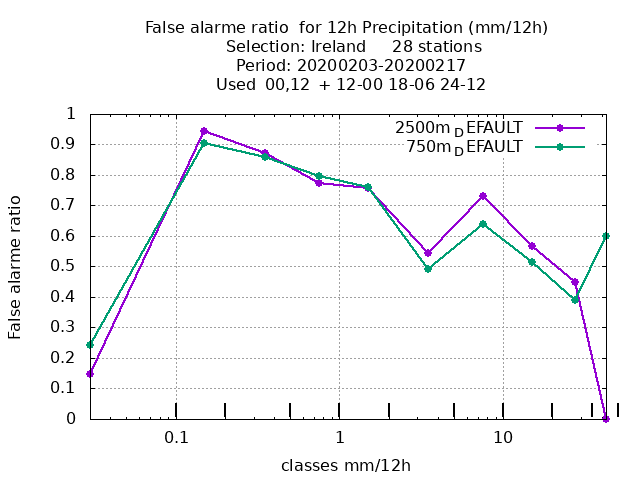 False alarme ratio  for 12h Precipitation (mm/12h)
Selection: Ireland     28 stations
Period: 20200203-20200217
Used  00,12  + 12-00 18-06 24-12
2500m_DEFAULT
750m_DEFAULT
1
0.9
0.8
0.7
0.6
0.5
0.4
0.3
0.2
0.1
0
False alarme ratio
0.1 1 10
classes mm/12h